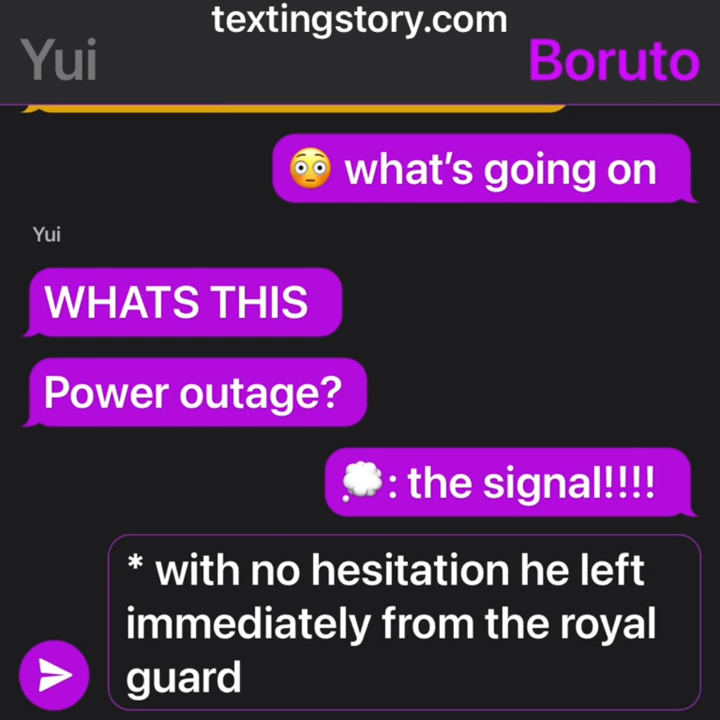 textingstory.com
Yui
Boruto
😳 what's going on
Yui
WHATS THIS
Power outage?
💭: the signal!!!!
* with no hesitation he left
immediately from the royal
guard